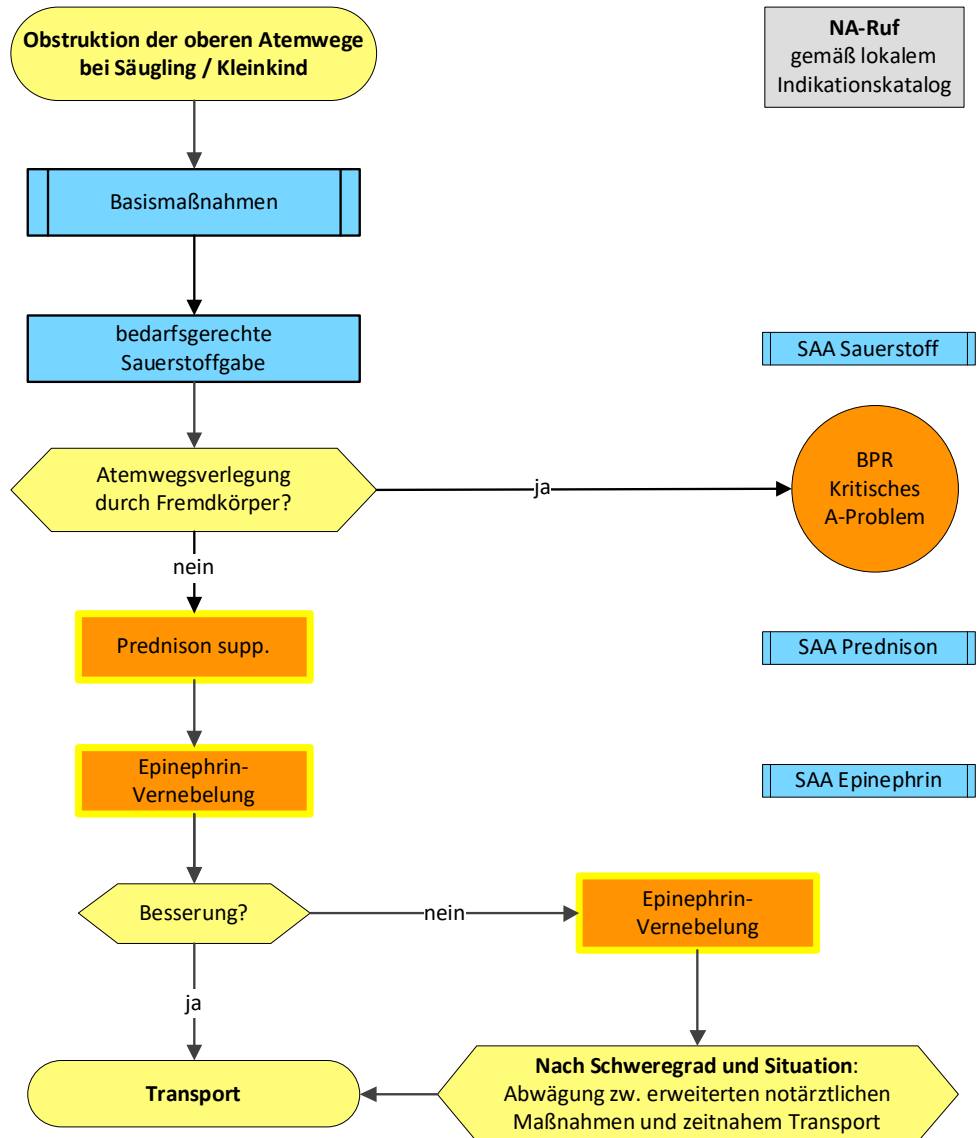 Obstruktion der oberen Atemwege
bei Säugling / Kleinkind
NA-Ruf
gemäß lokalem
Indikationskatalog
Basismaßnahmen
bedarfsgerechte
Sauerstoffgabe
SAA Sauerstoff
Atemwegsverlegung
durch Fremdkörper?
ja
BPR
Kritisches
A-Problem
nein
Prednison supp.
SAA Prednison
Epinephrin-
Vernebelung
SAA Epinephrin
Besserung?
nein
Epinephrin-
Vernebelung
ja
Transport
Nach Schweregrad und Situation:
Abwägung zw. erweiterten notärztlichen
Maßnahmen und zeitnahem Transport